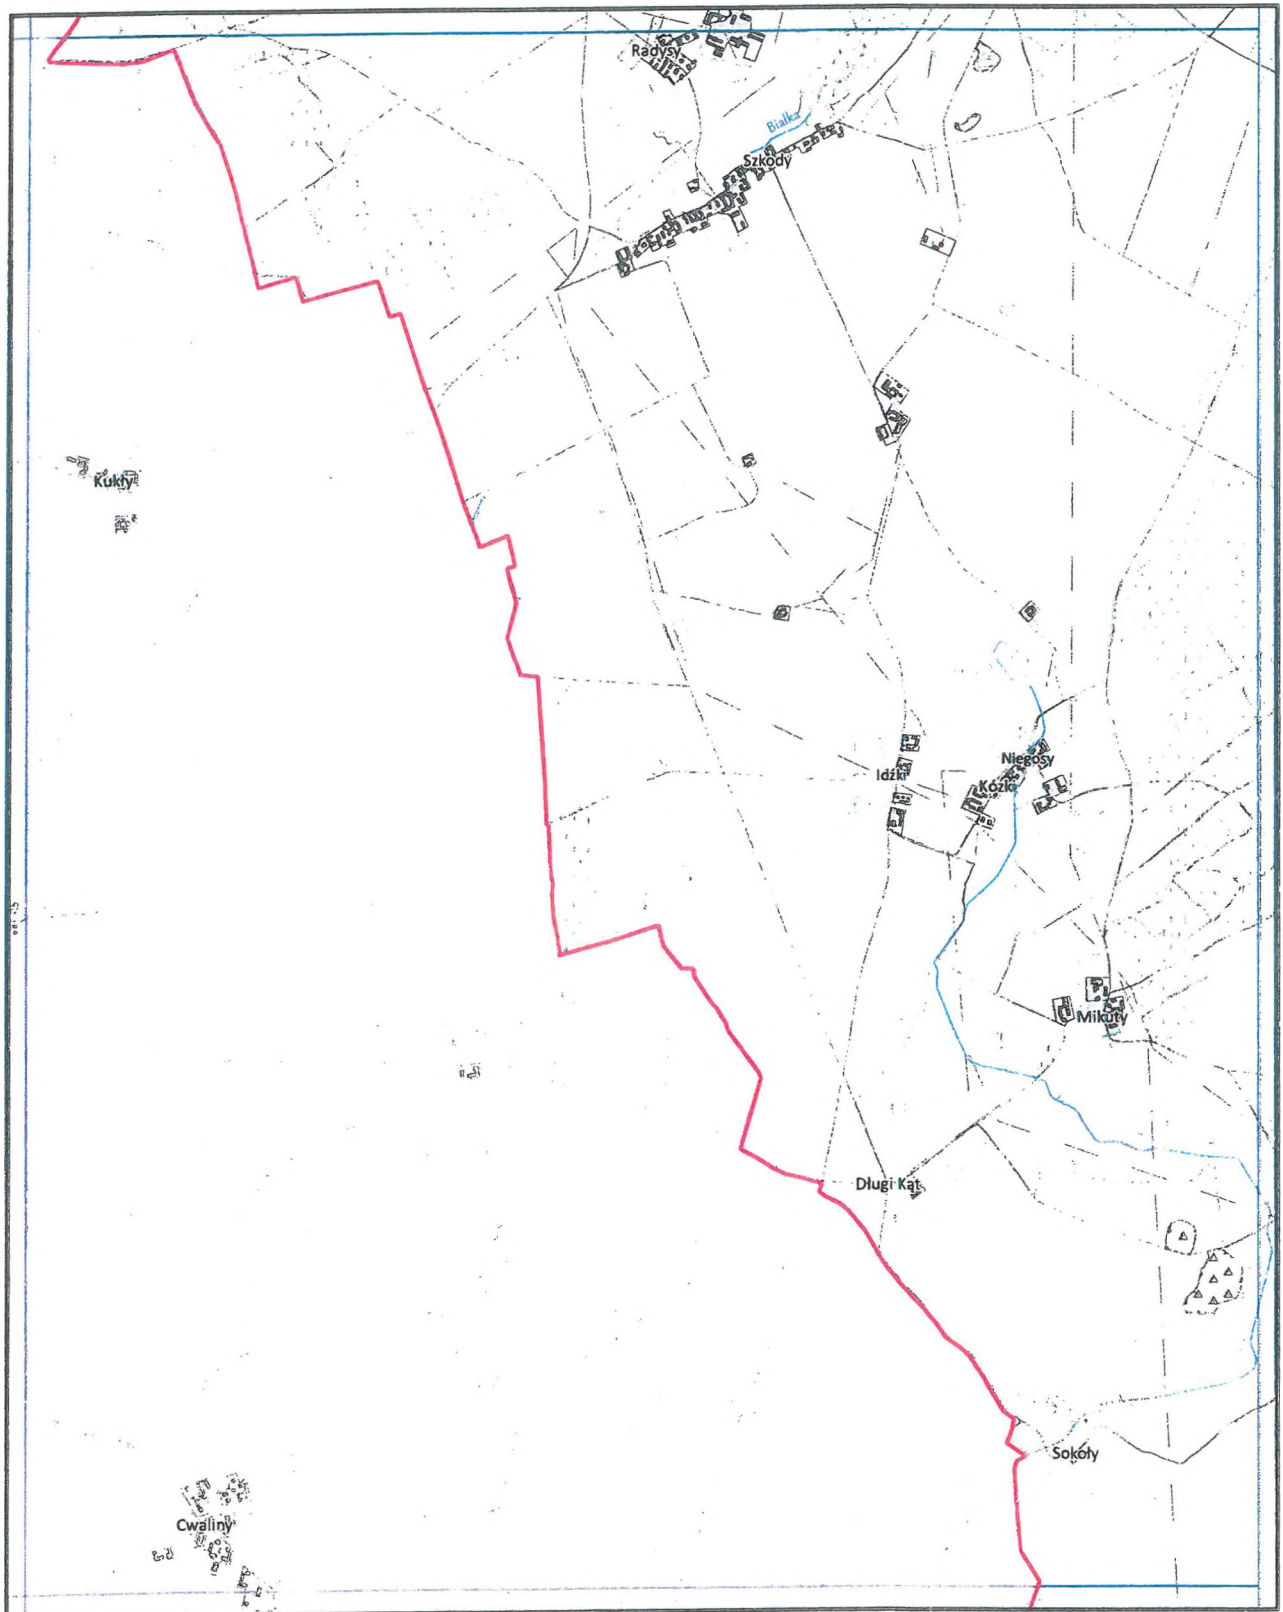 Radysy
Białka
Szkody
Kukły
Niegosy
Idźki
Kózki
Mikuty
Długi Kąt
Sokoły
Cwaliny